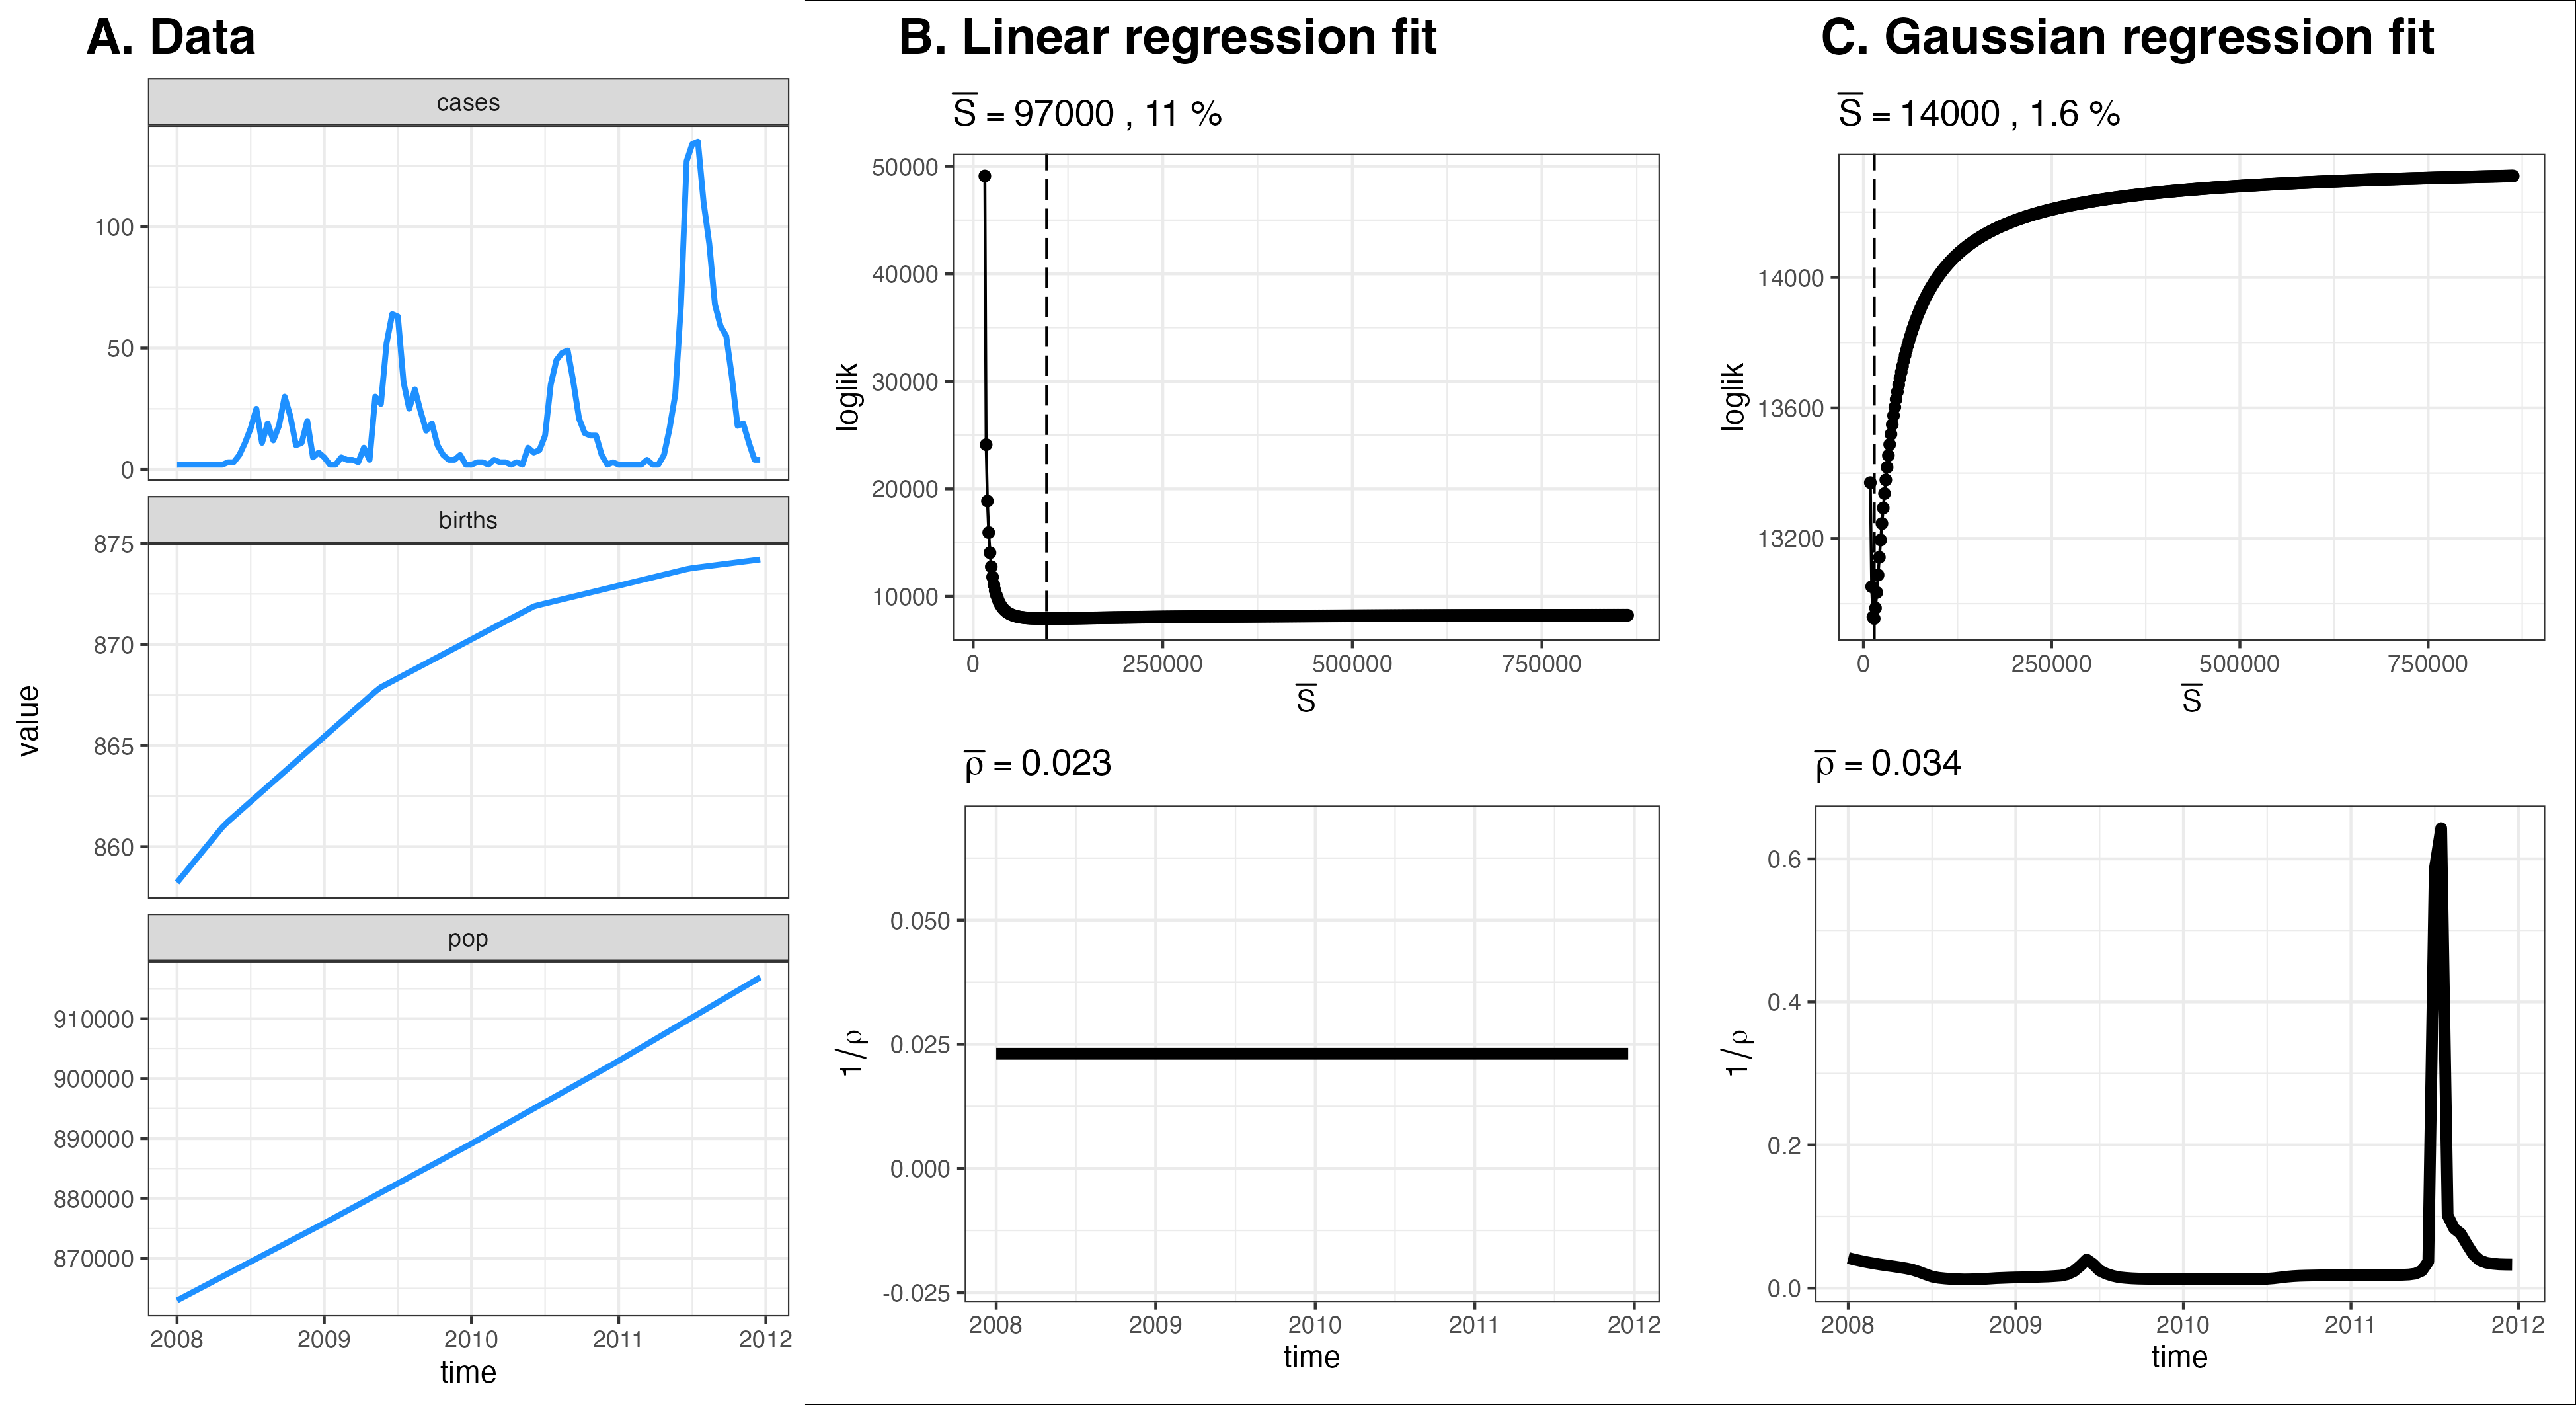 A. Data
cases
100
50
0
births
875
870
865
860
pop
910000
900000
890000
880000
870000
2008 2009 2010 2011 2012
time
value
B. Linear regression fit
S̅ = 97000 , 11 %
50000
40000
30000
20000
10000
loglik
0 250000 500000 750000
S̅
ρ̅ = 0.023
0.050
0.025
0.000
-0.025
1/ρ
2008 2009 2010 2011 2012
time
C. Gaussian regression fit
S̅ = 14000 , 1.6 %
14000
13600
13200
loglik
0 250000 500000 750000
S̅
ρ̅ = 0.034
0.6
0.4
0.2
0.0
1/ρ
2008 2009 2010 2011 2012
time